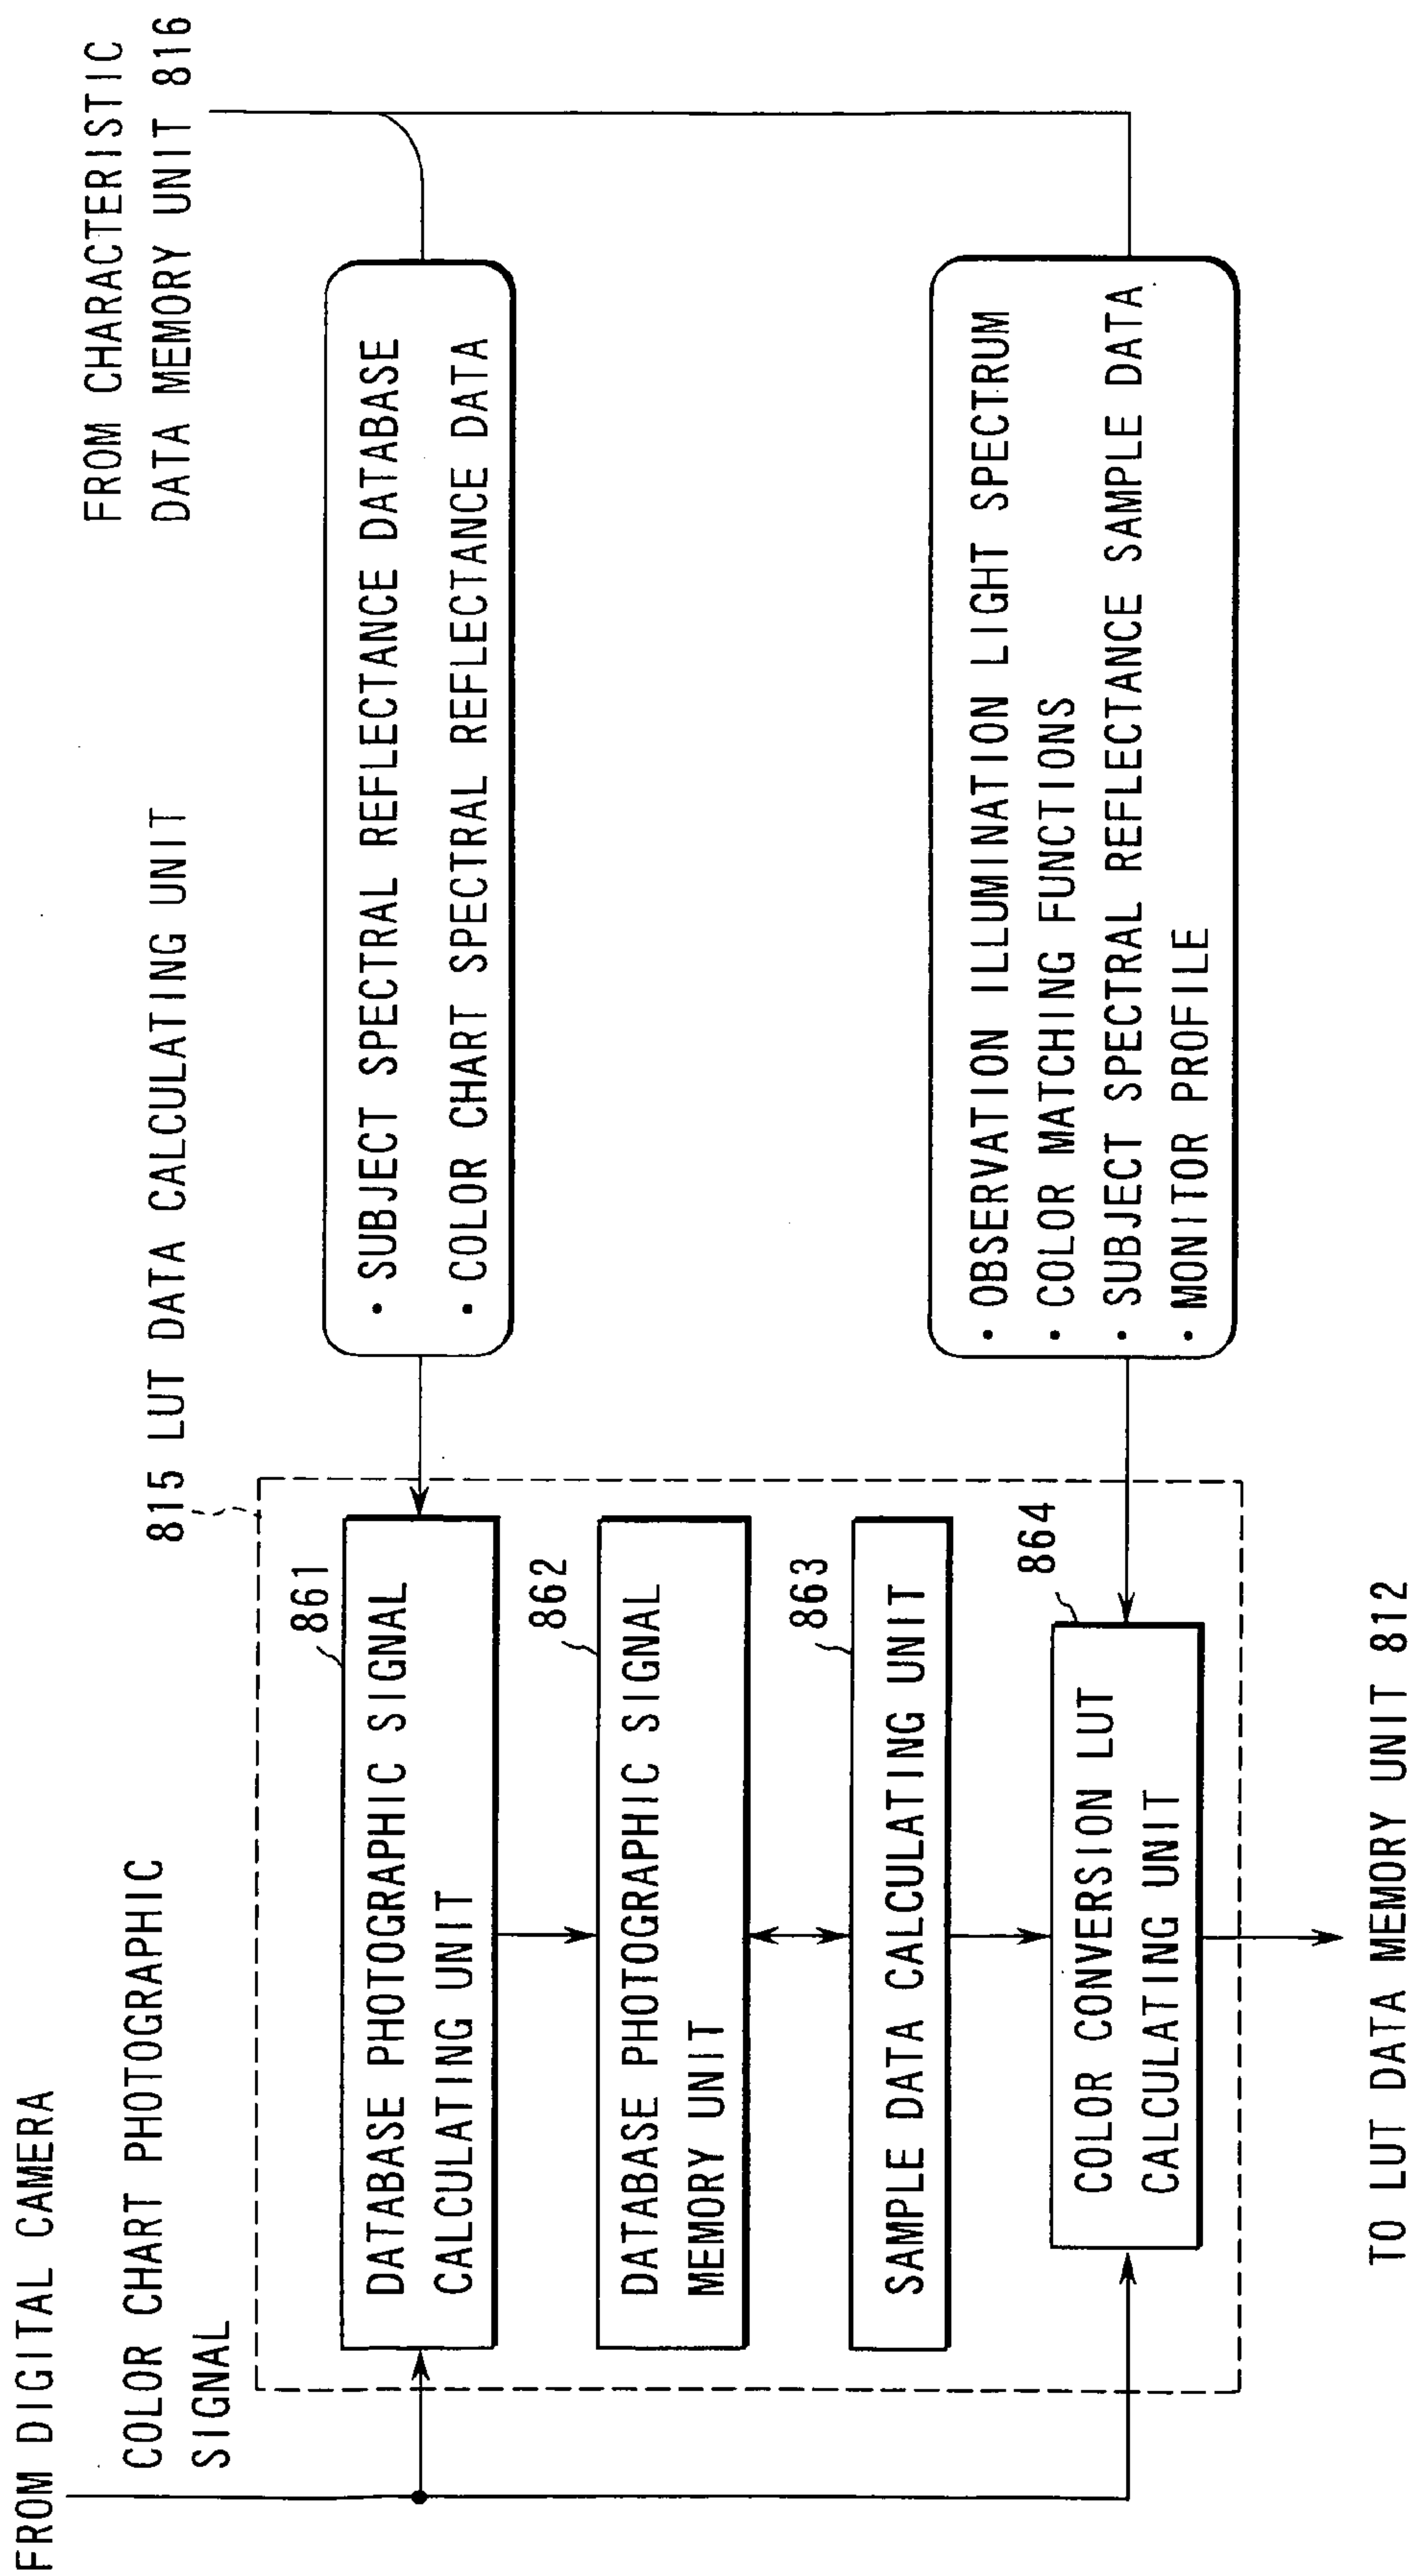 FROM DIGITAL CAMERA
COLOR CHART PHOTOGRAPHIC
SIGNAL
815 LUT DATA CALCULATING UNIT
FROM CHARACTERISTIC
DATA MEMORY UNIT 816
861
DATABASE PHOTOGRAPHIC SIGNAL
CALCULATING UNIT
• SUBJECT SPECTRAL REFLECTANCE DATABASE
• COLOR CHART SPECTRAL REFLECTANCE DATA
862
DATABASE PHOTOGRAPHIC SIGNAL
MEMORY UNIT
863
SAMPLE DATA CALCULATING UNIT
864
COLOR CONVERSION LUT
CALCULATING UNIT
• OBSERVATION ILLUMINATION LIGHT SPECTRUM
• COLOR MATCHING FUNCTIONS
• SUBJECT SPECTRAL REFLECTANCE SAMPLE DATA
• MONITOR PROFILE
TO LUT DATA MEMORY UNIT 812